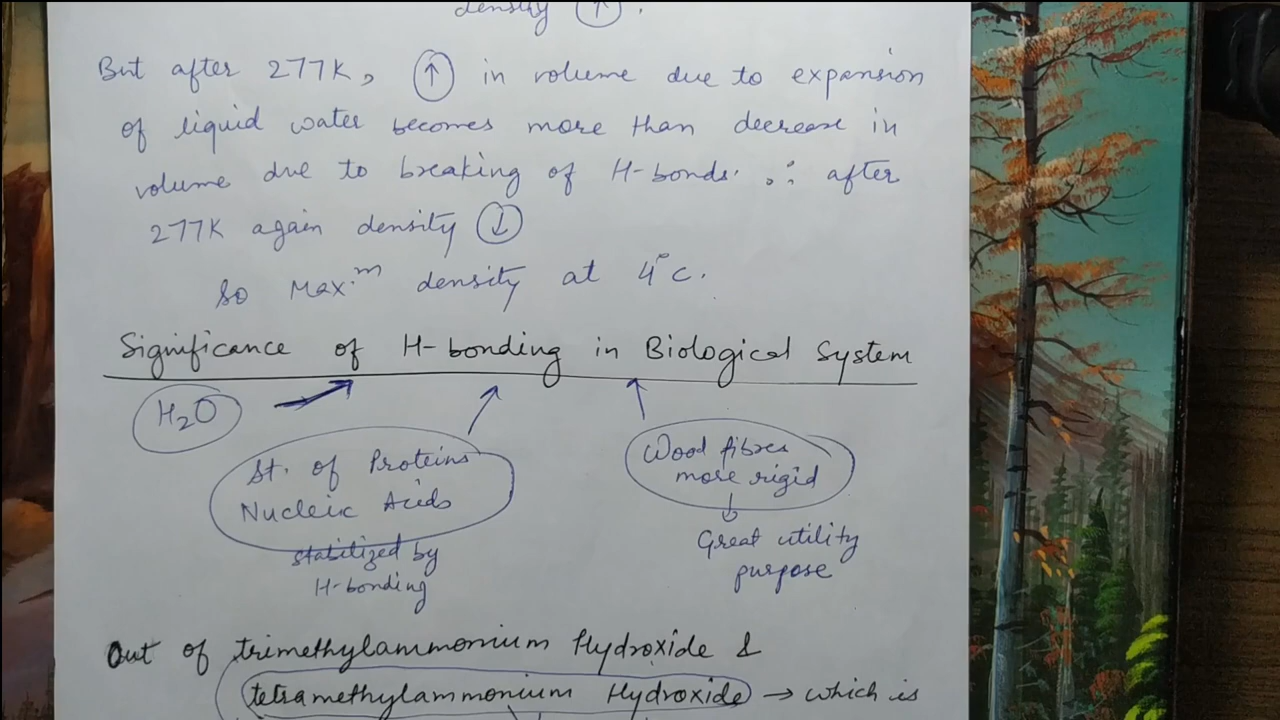 density ↑.
But after 277K, ↑ in volume due to expansion
of liquid water becomes more than decrease in
volume due to breaking of H-bonds. ∴ after
277K again density ↓
So Max.m density at 4°C.
Significance of H-bonding in Biological System
H2O
St. of Proteins
Nucleic Acids
stabilized by
H-bonding
Wood fibres
more rigid
Great utility
purpose
Out of trimethylammonium Hydroxide &
tetramethylammonium Hydroxide → which is